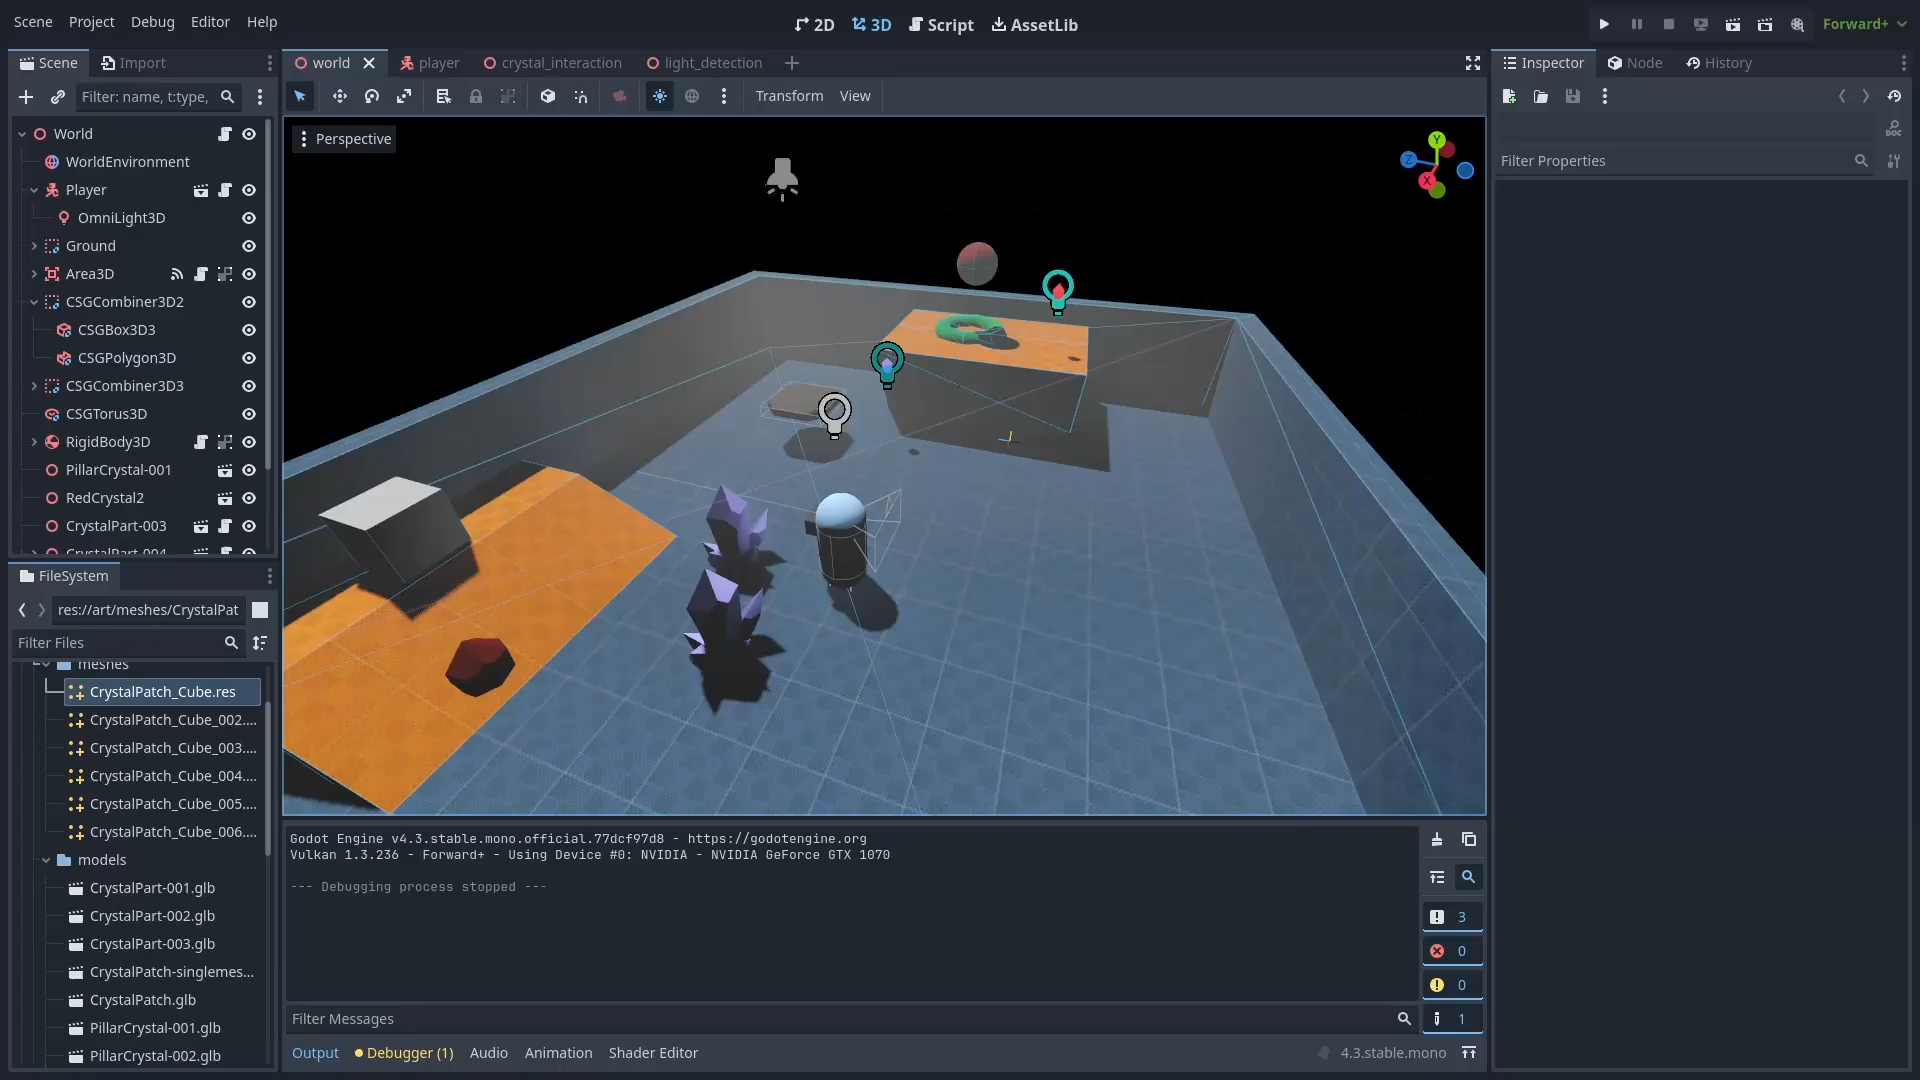 Scene Project Debug Editor Help
2D 3D Script AssetLib
Forward+
Scene Import
Filter: name, t:type,
World
WorldEnvironment
Player
OmniLight3D
Ground
Area3D
CSGCombiner3D2
CSGBox3D3
CSGPolygon3D
CSGCombiner3D3
CSGTorus3D
RigidBody3D
PillarCrystal-001
RedCrystal2
CrystalPart-003
CrystalPart-004
FileSystem
res://art/meshes/CrystalPat
Filter Files
meshes
CrystalPatch_Cube.res
CrystalPatch_Cube_002....
CrystalPatch_Cube_003....
CrystalPatch_Cube_004....
CrystalPatch_Cube_005....
CrystalPatch_Cube_006....
models
CrystalPart-001.glb
CrystalPart-002.glb
CrystalPart-003.glb
CrystalPatch-singlemes...
CrystalPatch.glb
PillarCrystal-001.glb
PillarCrystal-002.glb
world player crystal_interaction light_detection
Transform View
Perspective
Y
Z
X
Godot Engine v4.3.stable.mono.official.77dcf97d8 - https://godotengine.org
Vulkan 1.3.236 - Forward+ - Using Device #0: NVIDIA - NVIDIA GeForce GTX 1070
--- Debugging process stopped ---
3
0
0
1
Filter Messages
Output Debugger (1) Audio Animation Shader Editor
4.3.stable.mono
Inspector Node History
DOC
Filter Properties